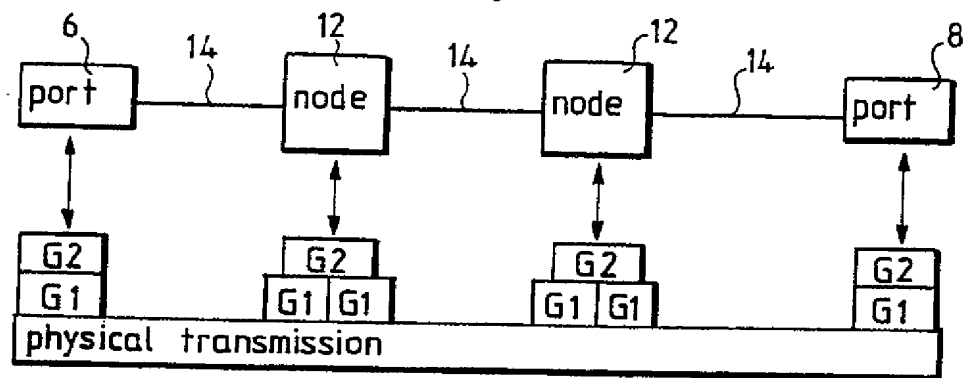 6 14 12 14 12 14 8
port node node port
G2 G2 G2 G2
G1 G1 G1 G1 G1 G1
physical transmission